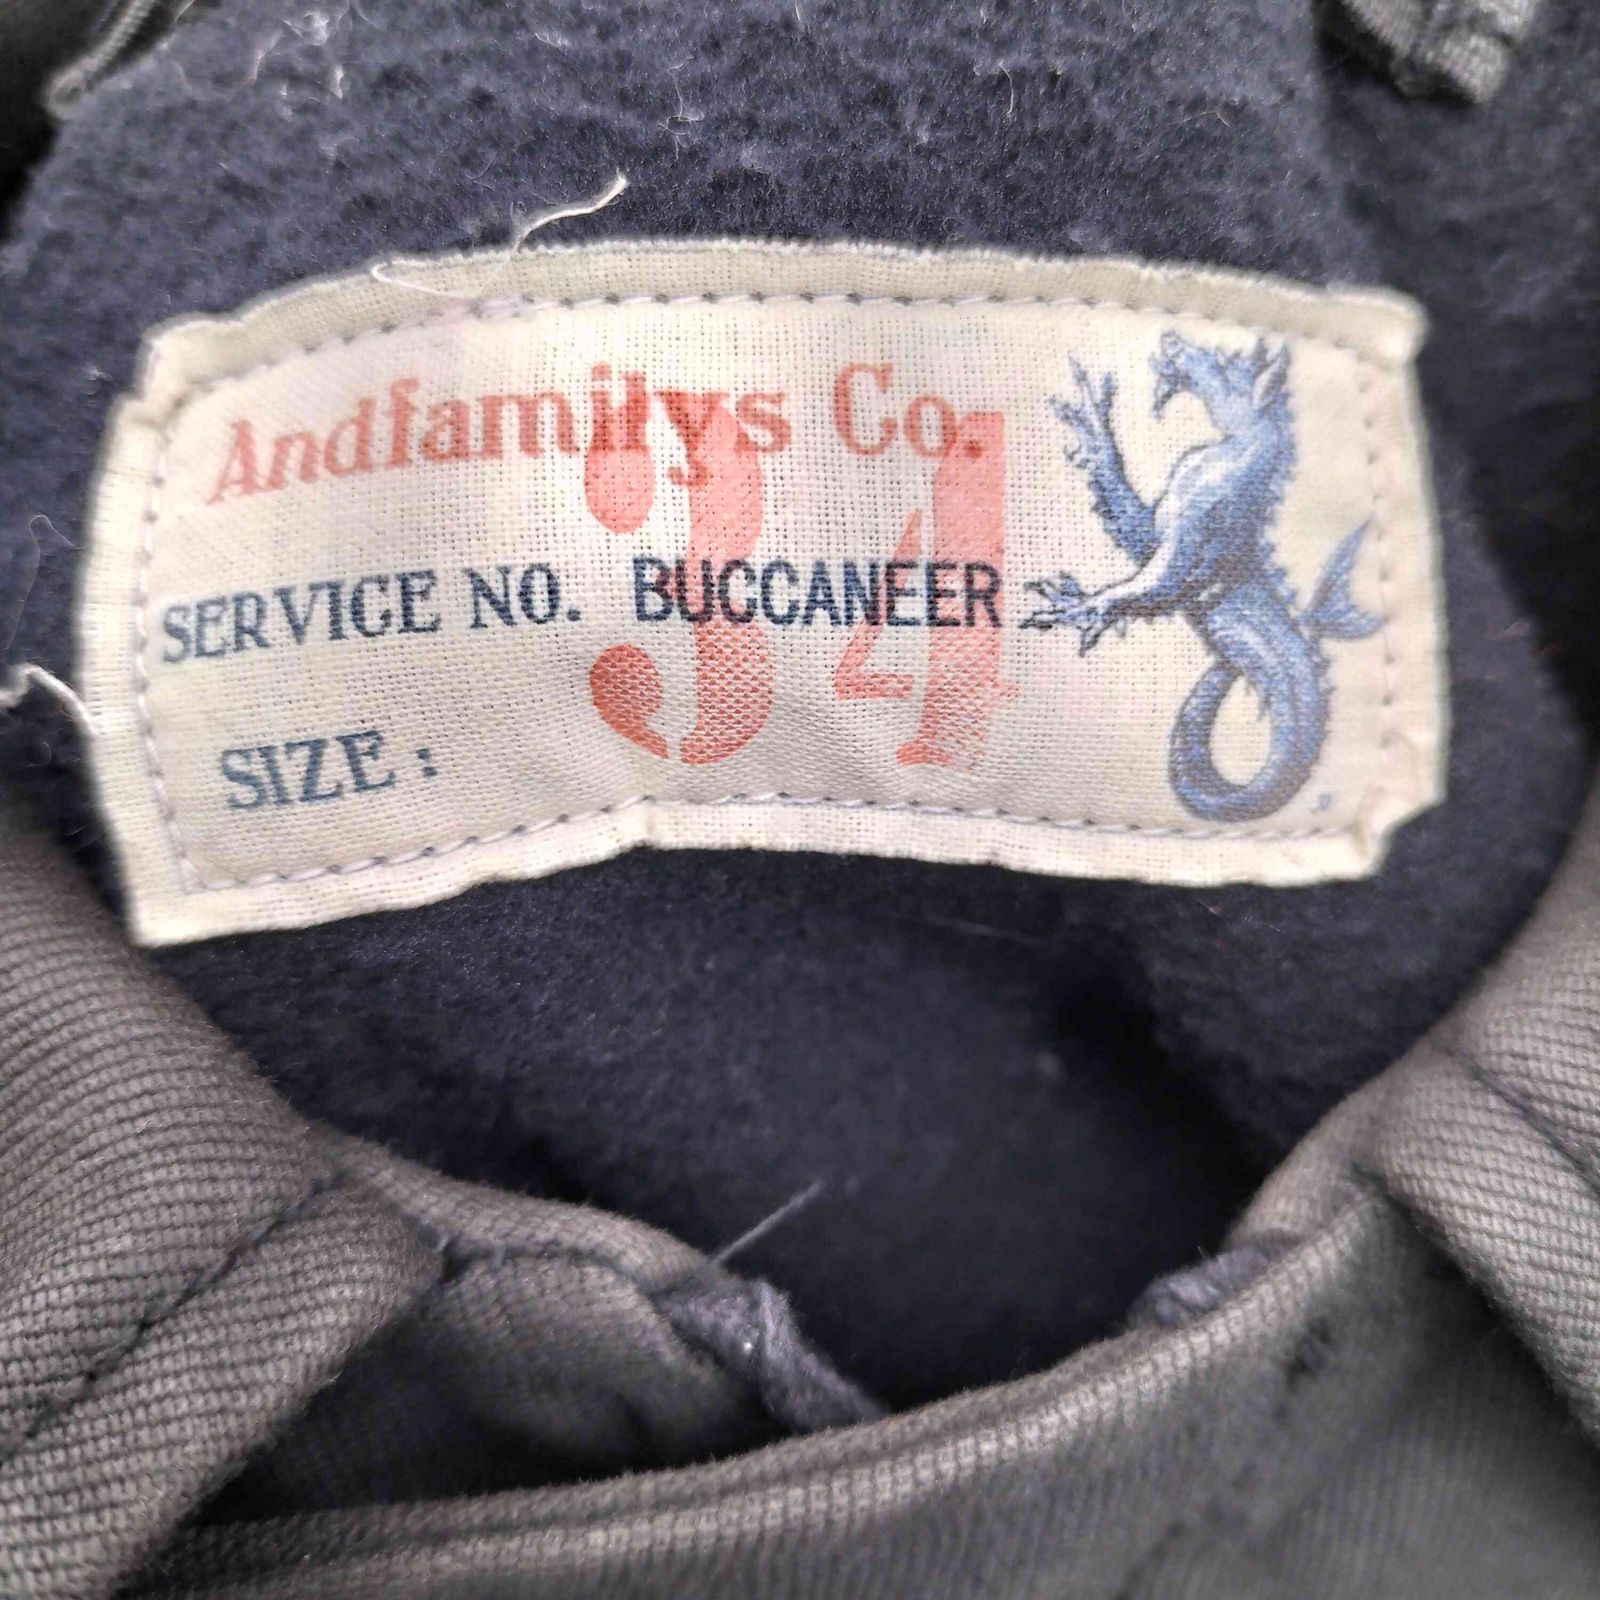 Andfamilys Co.
34
SERVICE NO. BUCCANEER
SIZE :